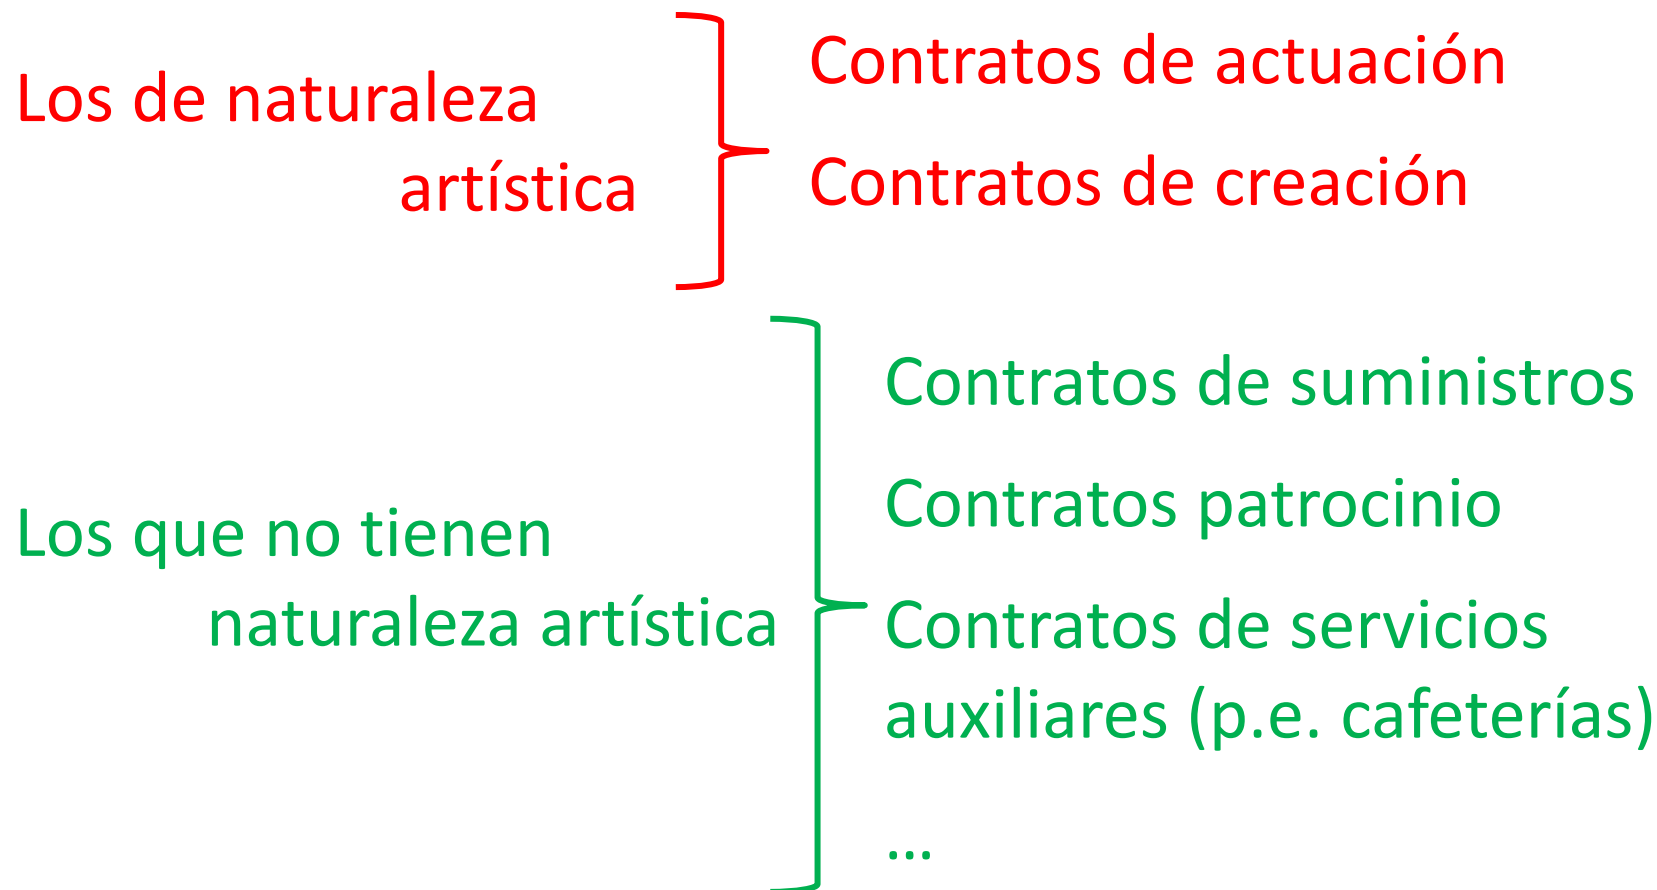 Los de naturaleza
artística
Contratos de actuación
Contratos de creación
Los que no tienen
naturaleza artística
Contratos de suministros
Contratos patrocinio
Contratos de servicios
auxiliares (p.e. cafeterías)
…